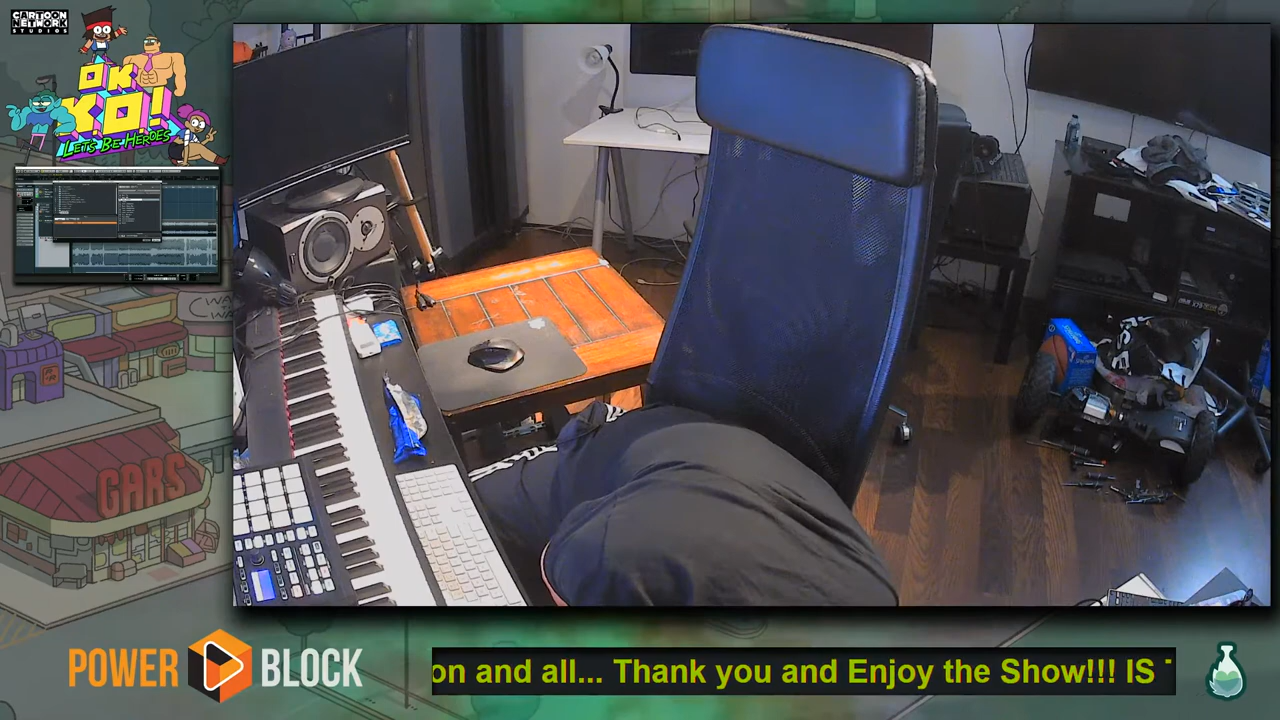 CARTOON NETWORK
STUDIOS
OK
K.O.!
LET'S BE HEROES
CARS
POWER BLOCK
on and all... Thank you and Enjoy the Show!!! IS